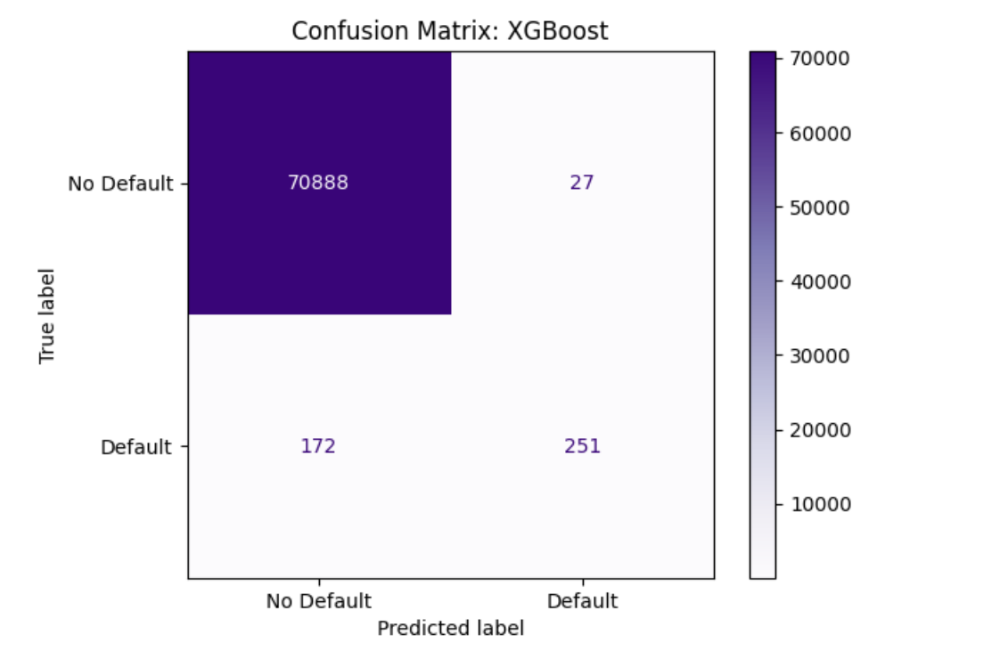 Confusion Matrix: XGBoost
70000
60000
50000
40000
30000
20000
10000
True label
No Default
70888
27
Default
172
251
No Default
Default
Predicted label